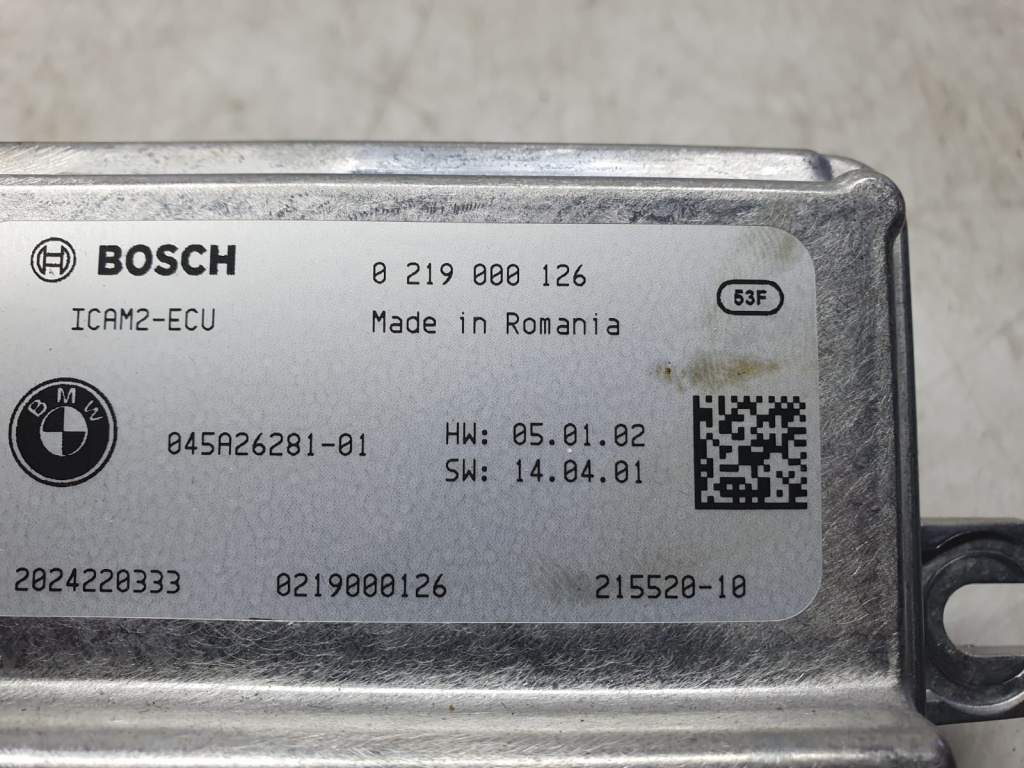 BOSCH
0 219 000 126
53F
ICAM2-ECU
Made in Romania
BMW
045A26281-01
HW: 05.01.02
SW: 14.04.01
2024220333
0219000126
215520-10